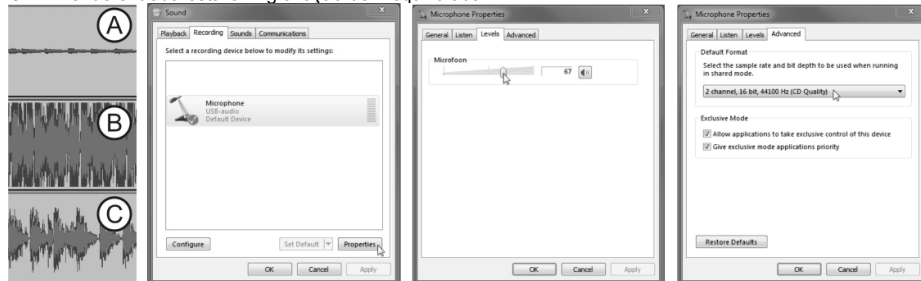 A
B
C
Sound
Playback Recording Sounds Communications
Select a recording device below to modify its settings:
Microphone
USB-audio
Default Device
Configure Set Default Properties
OK Cancel Apply
Microphone Properties
General Listen Levels Advanced
Microfoon
67
OK Cancel Apply
Microphone Properties
General Listen Levels Advanced
Default Format
Select the sample rate and bit depth to be used when running
in shared mode.
2 channel, 16 bit, 44100 Hz (CD Quality)
Exclusive Mode
Allow applications to take exclusive control of this device
Give exclusive mode applications priority
Restore Defaults
OK Cancel Apply